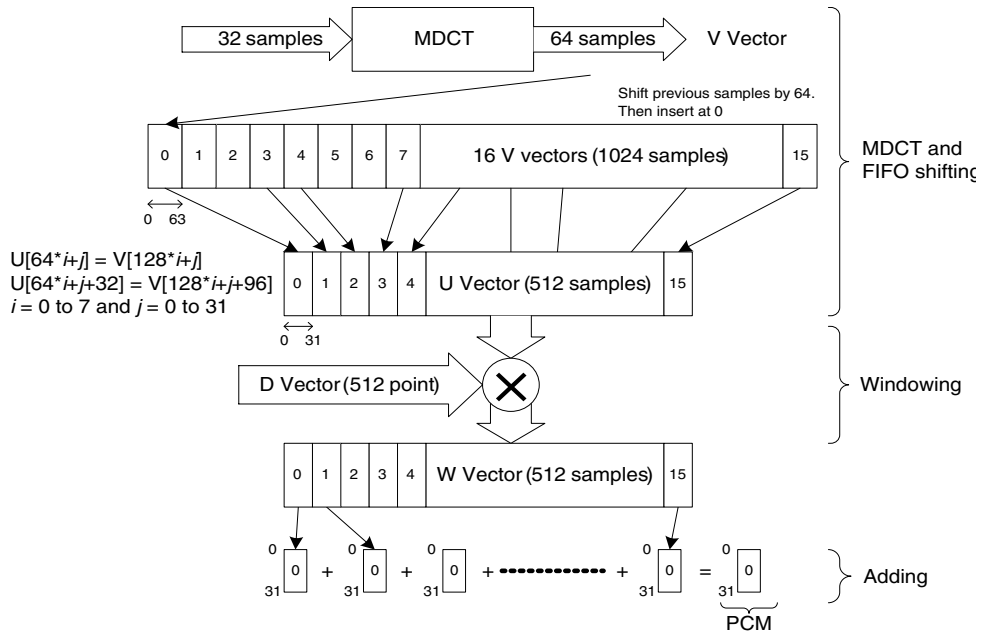 32 samples
MDCT
64 samples
V Vector
Shift previous samples by 64.
Then insert at 0
0 1 2 3 4 5 6 7 16 V vectors (1024 samples) 15
MDCT and
FIFO shifting
0 63
U[64*i+j] = V[128*i+j]
U[64*i+j+32] = V[128*i+j+96]
i = 0 to 7 and j = 0 to 31
0 1 2 3 4 U Vector (512 samples) 15
0 31
D Vector (512 point)
Windowing
0 1 2 3 4 W Vector (512 samples) 15
0 0 0 0 0
0 + 0 + 0 + + 0 = 0
31 31 31 31 31
Adding
PCM